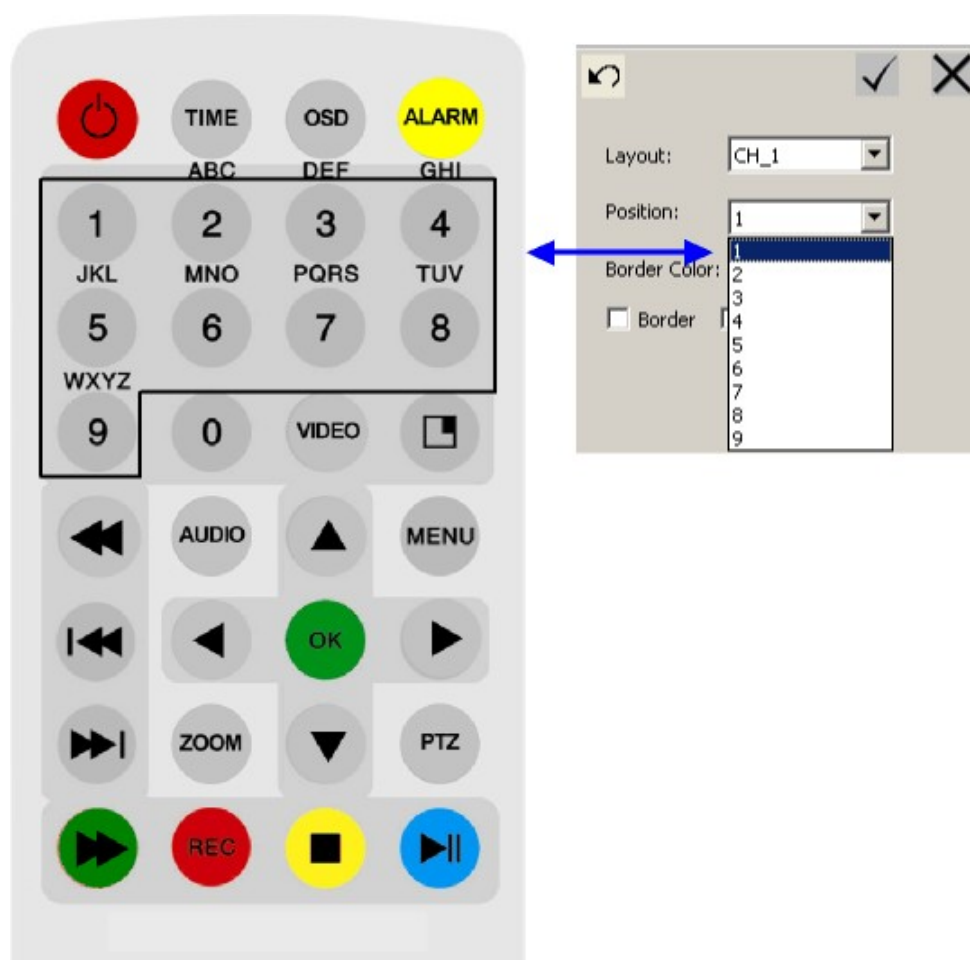 TIME OSD ALARM
ABC DEF GHI
1 2 3 4
JKL MNO PQRS TUV
5 6 7 8
WXYZ
9 0 VIDEO
AUDIO MENU
OK
ZOOM PTZ
REC
Layout: CH_1
Position: 1
1
Border Color:
2
3
Border
4
5
6
7
8
9